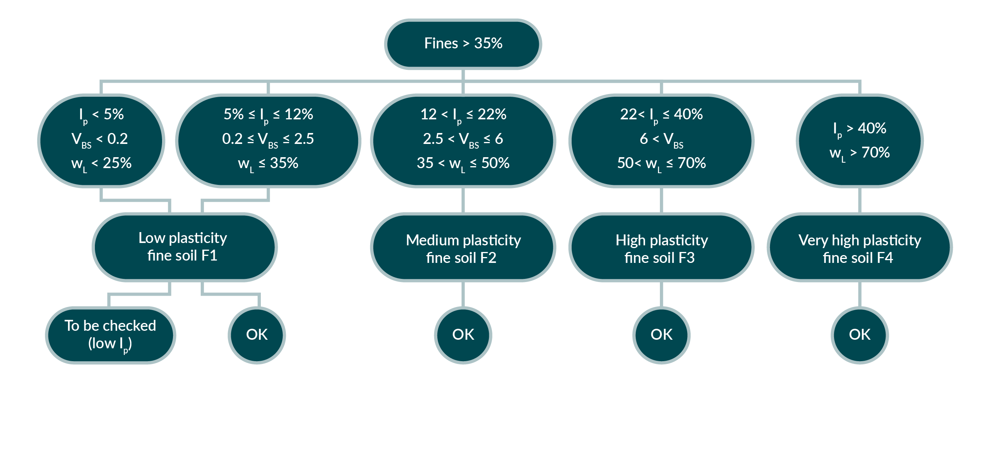 Fines > 35%
Ip < 5%
VBS < 0.2
wL < 25%
5% ≤ Ip ≤ 12%
0.2 ≤ VBS ≤ 2.5
wL ≤ 35%
12 < Ip ≤ 22%
2.5 < VBS ≤ 6
35 < wL ≤ 50%
22< Ip ≤ 40%
6 < VBS
50< wL ≤ 70%
Ip > 40%
wL > 70%
Low plasticity
fine soil F1
Medium plasticity
fine soil F2
High plasticity
fine soil F3
Very high plasticity
fine soil F4
To be checked
(low Ip)
OK
OK
OK
OK